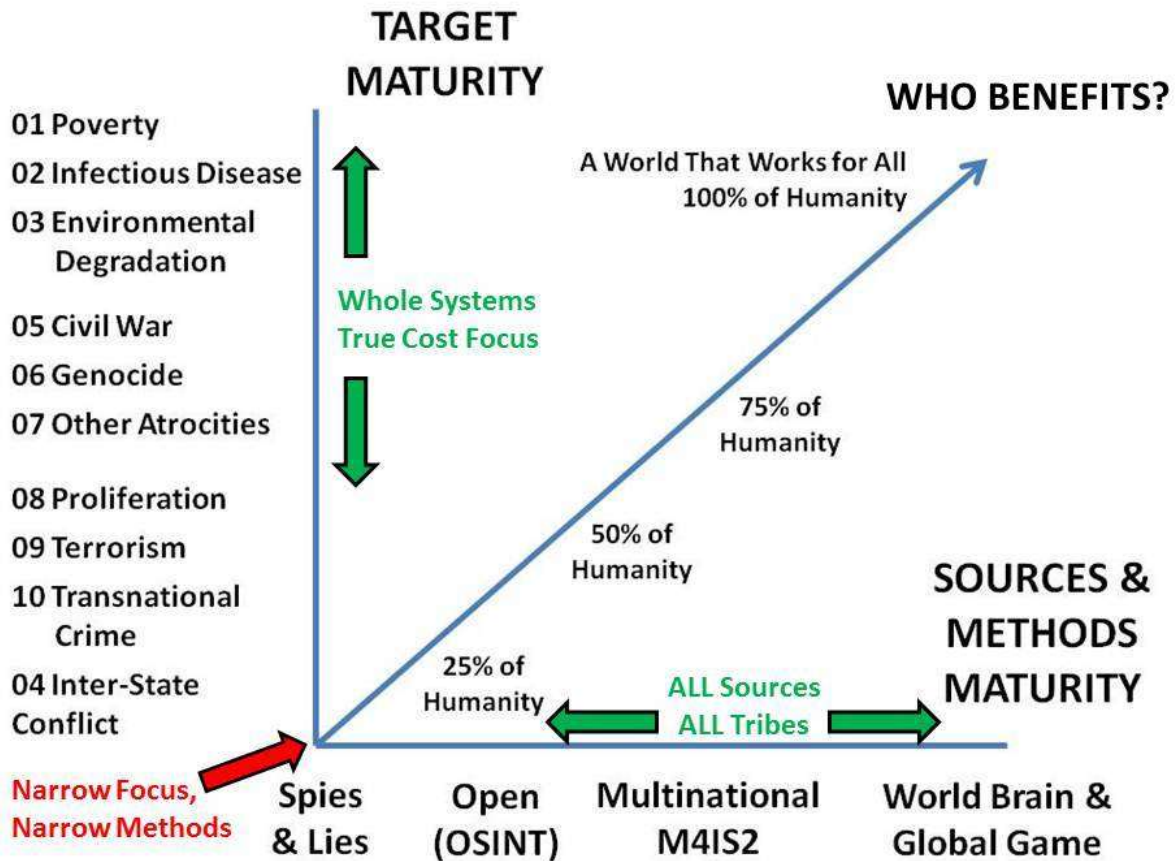 TARGET
MATURITY
WHO BENEFITS?
01 Poverty
02 Infectious Disease
03 Environmental
Degradation
05 Civil War
06 Genocide
07 Other Atrocities
08 Proliferation
09 Terrorism
10 Transnational
Crime
04 Inter-State
Conflict
Narrow Focus,
Narrow Methods
Whole Systems
True Cost Focus
A World That Works for All
100% of Humanity
75% of
Humanity
50% of
Humanity
25% of
Humanity
SOURCES &
METHODS
MATURITY
ALL Sources
ALL Tribes
Spies
& Lies
Open
(OSINT)
Multinational
M4IS2
World Brain &
Global Game